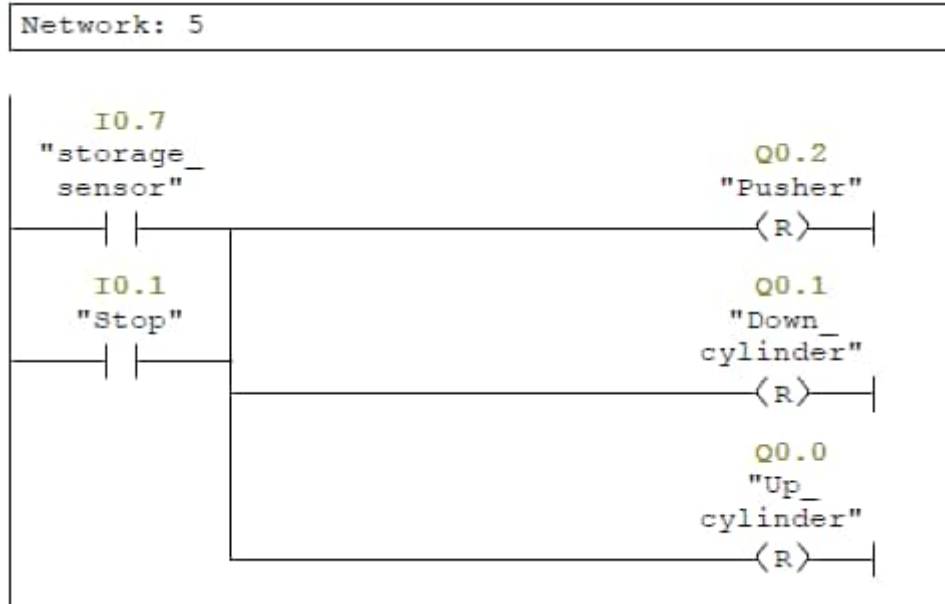 Network: 5
I0.7
"storage_
sensor"
Q0.2
"Pusher"
R
I0.1
"Stop"
Q0.1
"Down_
cylinder"
R
Q0.0
"Up_
cylinder"
R